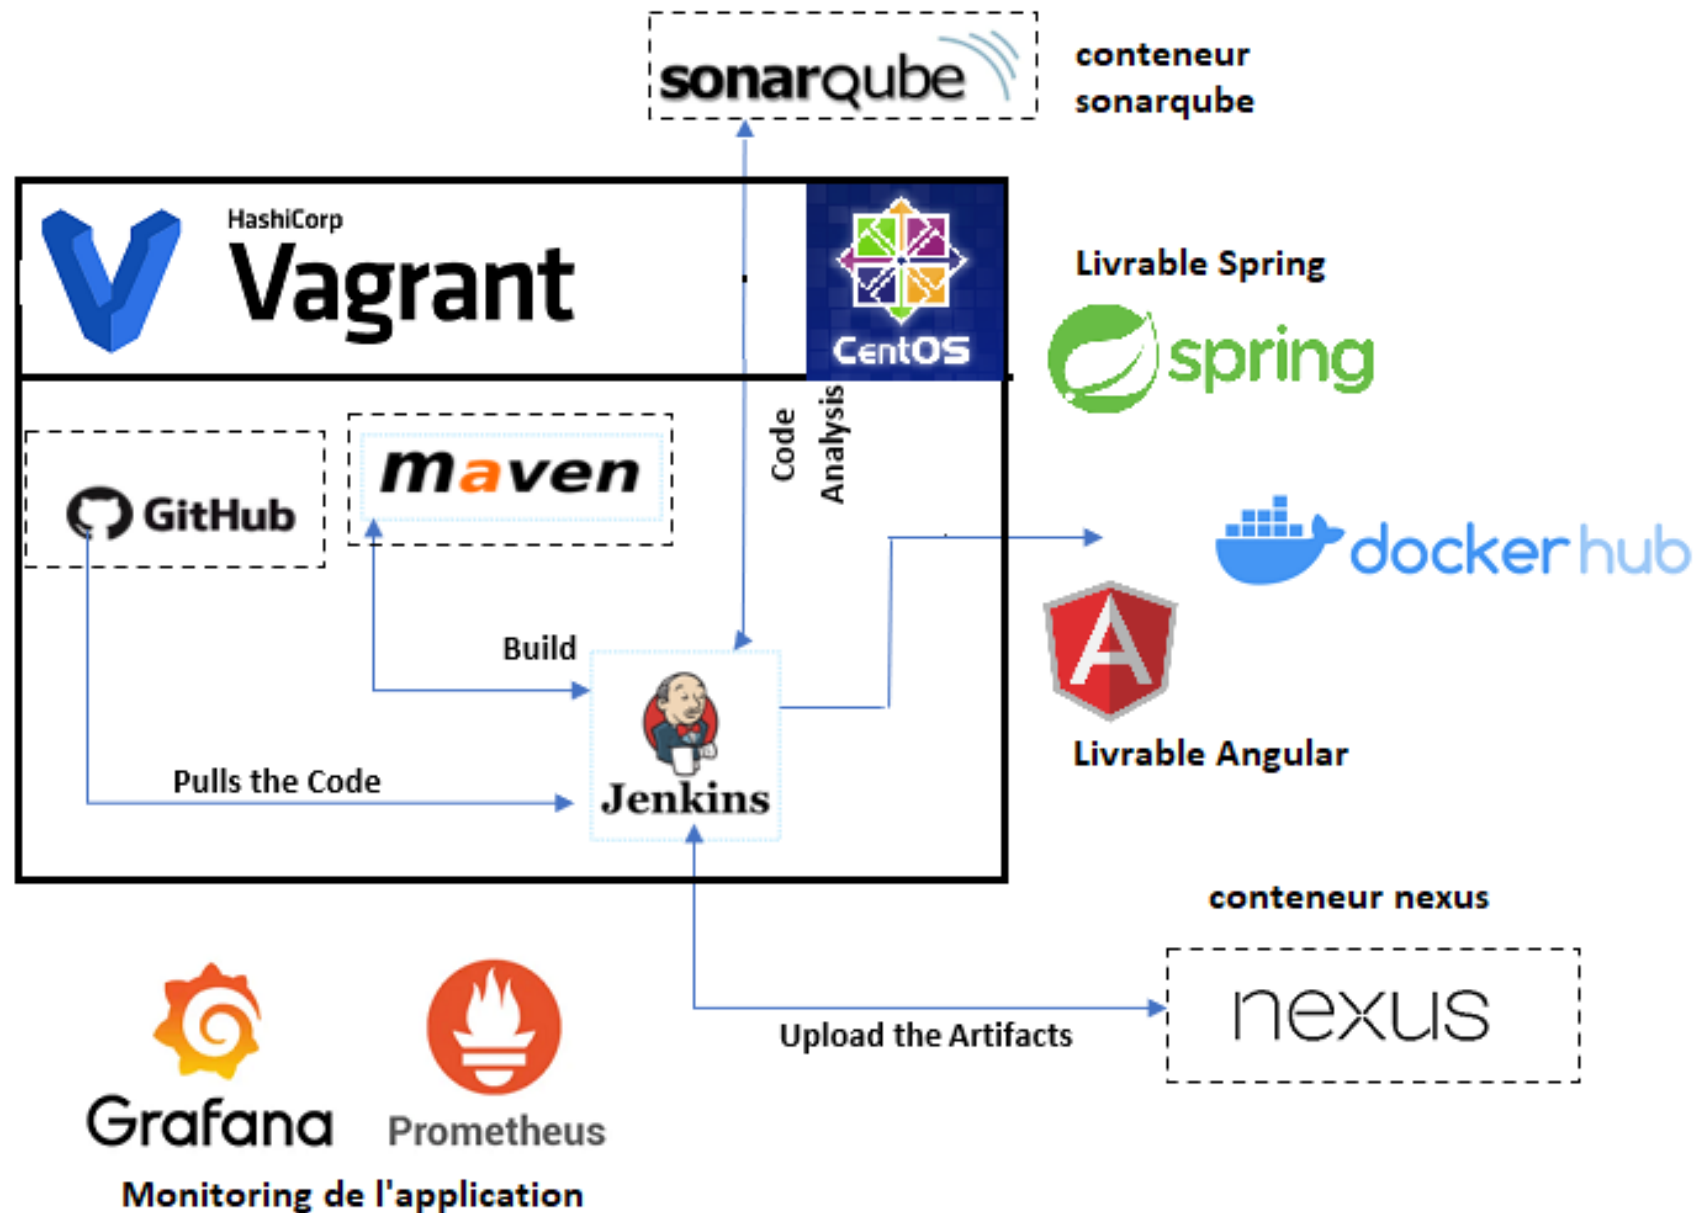 sonarqube
conteneur
sonarqube
HashiCorp
Vagrant
CentOS
Livrable Spring
spring
GitHub
maven
Code
Analysis
docker hub
Build
Jenkins
Pulls the Code
Livrable Angular
conteneur nexus
nexus
Upload the Artifacts
Grafana
Prometheus
Monitoring de l'application